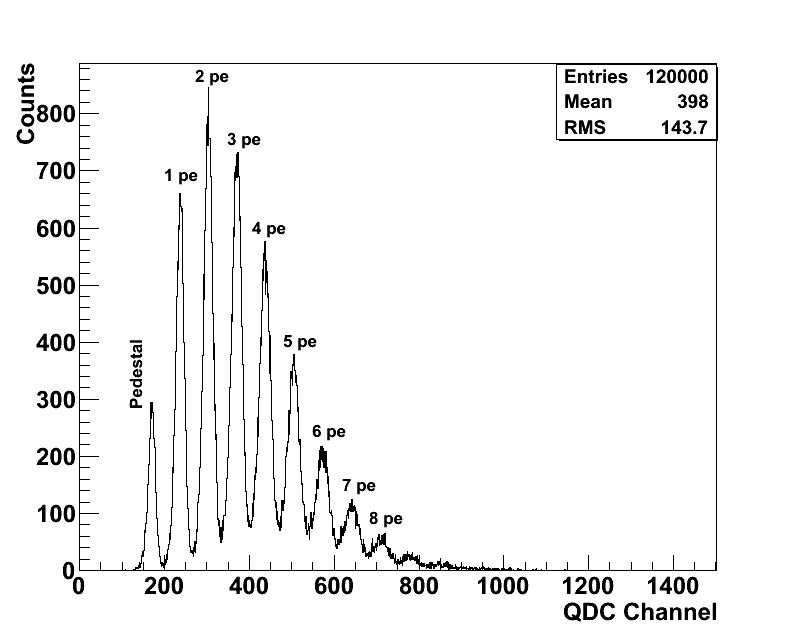 Counts
Entries 120000
Mean 398
RMS 143.7
2 pe
3 pe
1 pe
4 pe
5 pe
Pedestal
6 pe
7 pe
8 pe
800
700
600
500
400
300
200
100
0
0 200 400 600 800 1000 1200 1400
QDC Channel